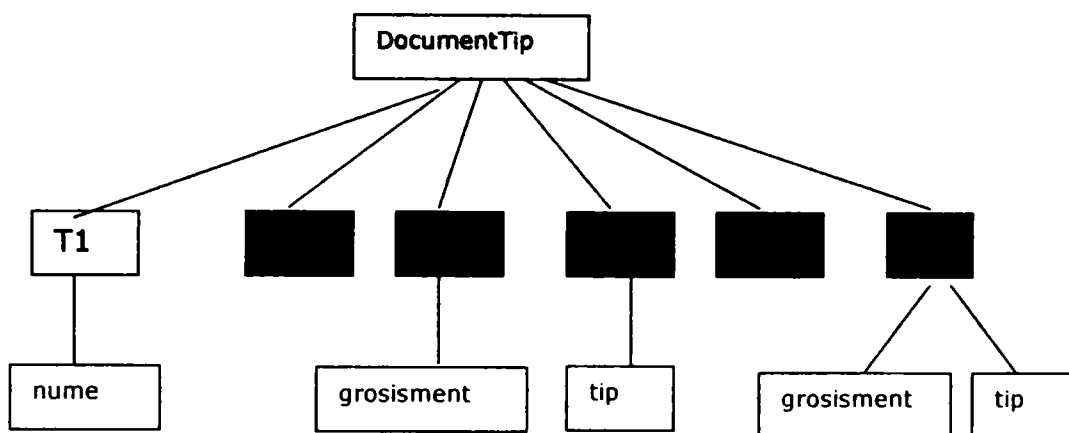 DocumentTip
T1
nume
grosisment
tip
grosisment
tip